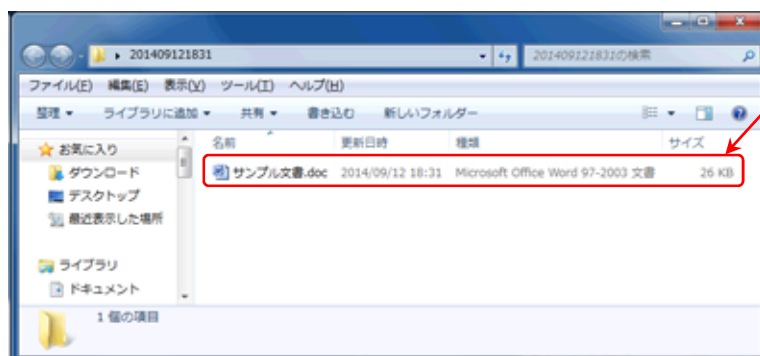 201409121831
201409121831の検索
ファイル(F) 編集(E) 表示(V) ツール(T) ヘルプ(H)
整理 ライブラリに追加 共有 書き込む 新しいフォルダー
お気に入り
ダウンロード
デスクトップ
最近表示した場所
ライブラリ
ドキュメント
名前 更新日時 種類 サイズ
サンプル文書.doc 2014/09/12 18:31 Microsoft Office Word 97-2003 文書 26 KB
1 個の項目